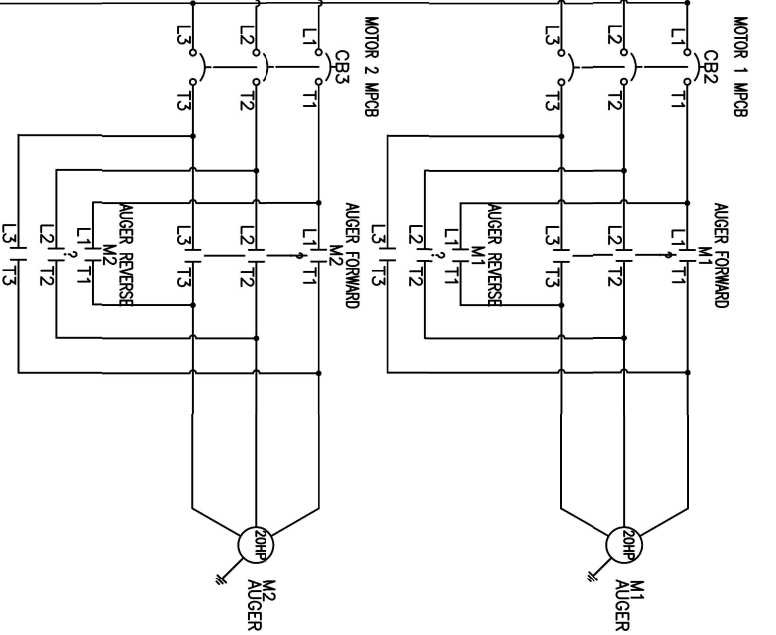 MOTOR 1 MPCB
AUGER FORWARD
CB2
M1
L1 T1
L1 T1
M1
AUGER
L2 T2
L2 T2
20HP
L3 T3
L3 T3
AUGER REVERSE
M1
L1 T1
?
L2 T2
L3 T3
MOTOR 2 MPCB
AUGER FORWARD
CB3
M2
L1 T1
L1 T1
M2
AUGER
L2 T2
L2 T2
20HP
L3 T3
L3 T3
AUGER REVERSE
M2
L1 T1
?
L2 T2
L3 T3